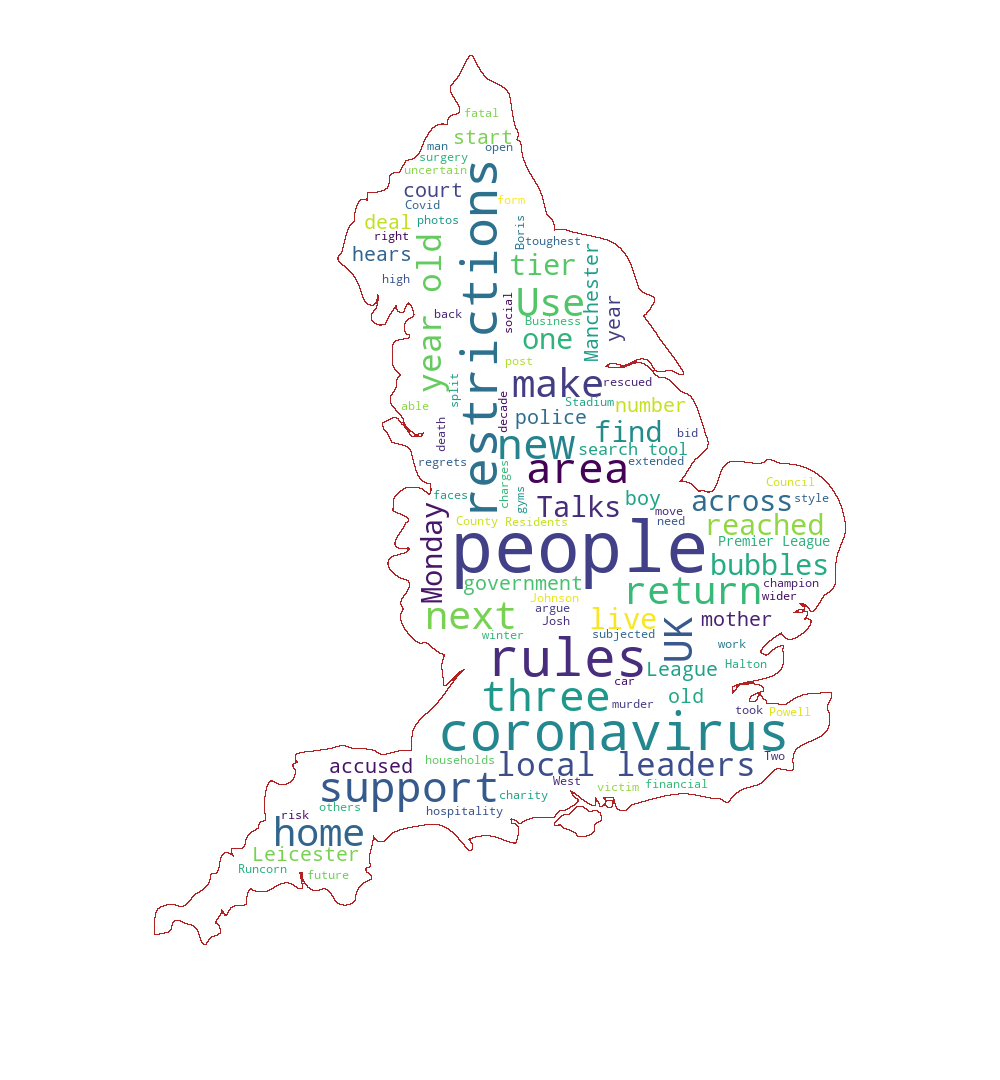 fatal
start
man
open
surgery
uncertain
court
restrictions
form
Covid
deal
photos
Boris
right
toughest
hears
year old
tier
Manchester
high
Use
social
year
back
Business
one
post
make
rescued
split
decade
Stadium
number
able
police
death
new
find
bid
search tool
regrets
area
extended
charges
gyms
faces
Council
style
Talks
boy
across
Monday
move
County
Residents
need
reached
people
Premier League
bubbles
government
return
champion
Johnson
wider
next
argue
live
Josh
mother
winter
subjected
UK
rules
work
League
Halton
car
three
old
murder
took
Powell
coronavirus
Two
households
local leaders
accused
support
West
charity
victim
financial
others
hospitality
risk
home
Leicester
Runcorn
future